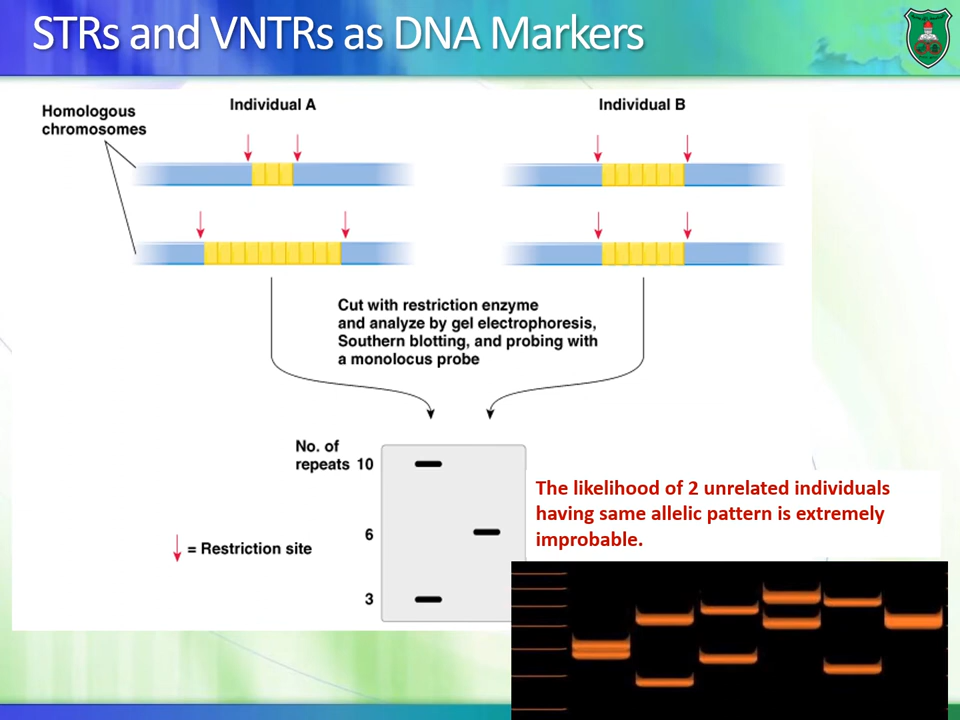 STRs and VNTRs as DNA Markers
Homologous
chromosomes
Individual A
Individual B
Cut with restriction enzyme
and analyze by gel electrophoresis,
Southern blotting, and probing with
a monolocus probe
No. of
repeats 10
6
3
= Restriction site
The likelihood of 2 unrelated individuals
having same allelic pattern is extremely
improbable.